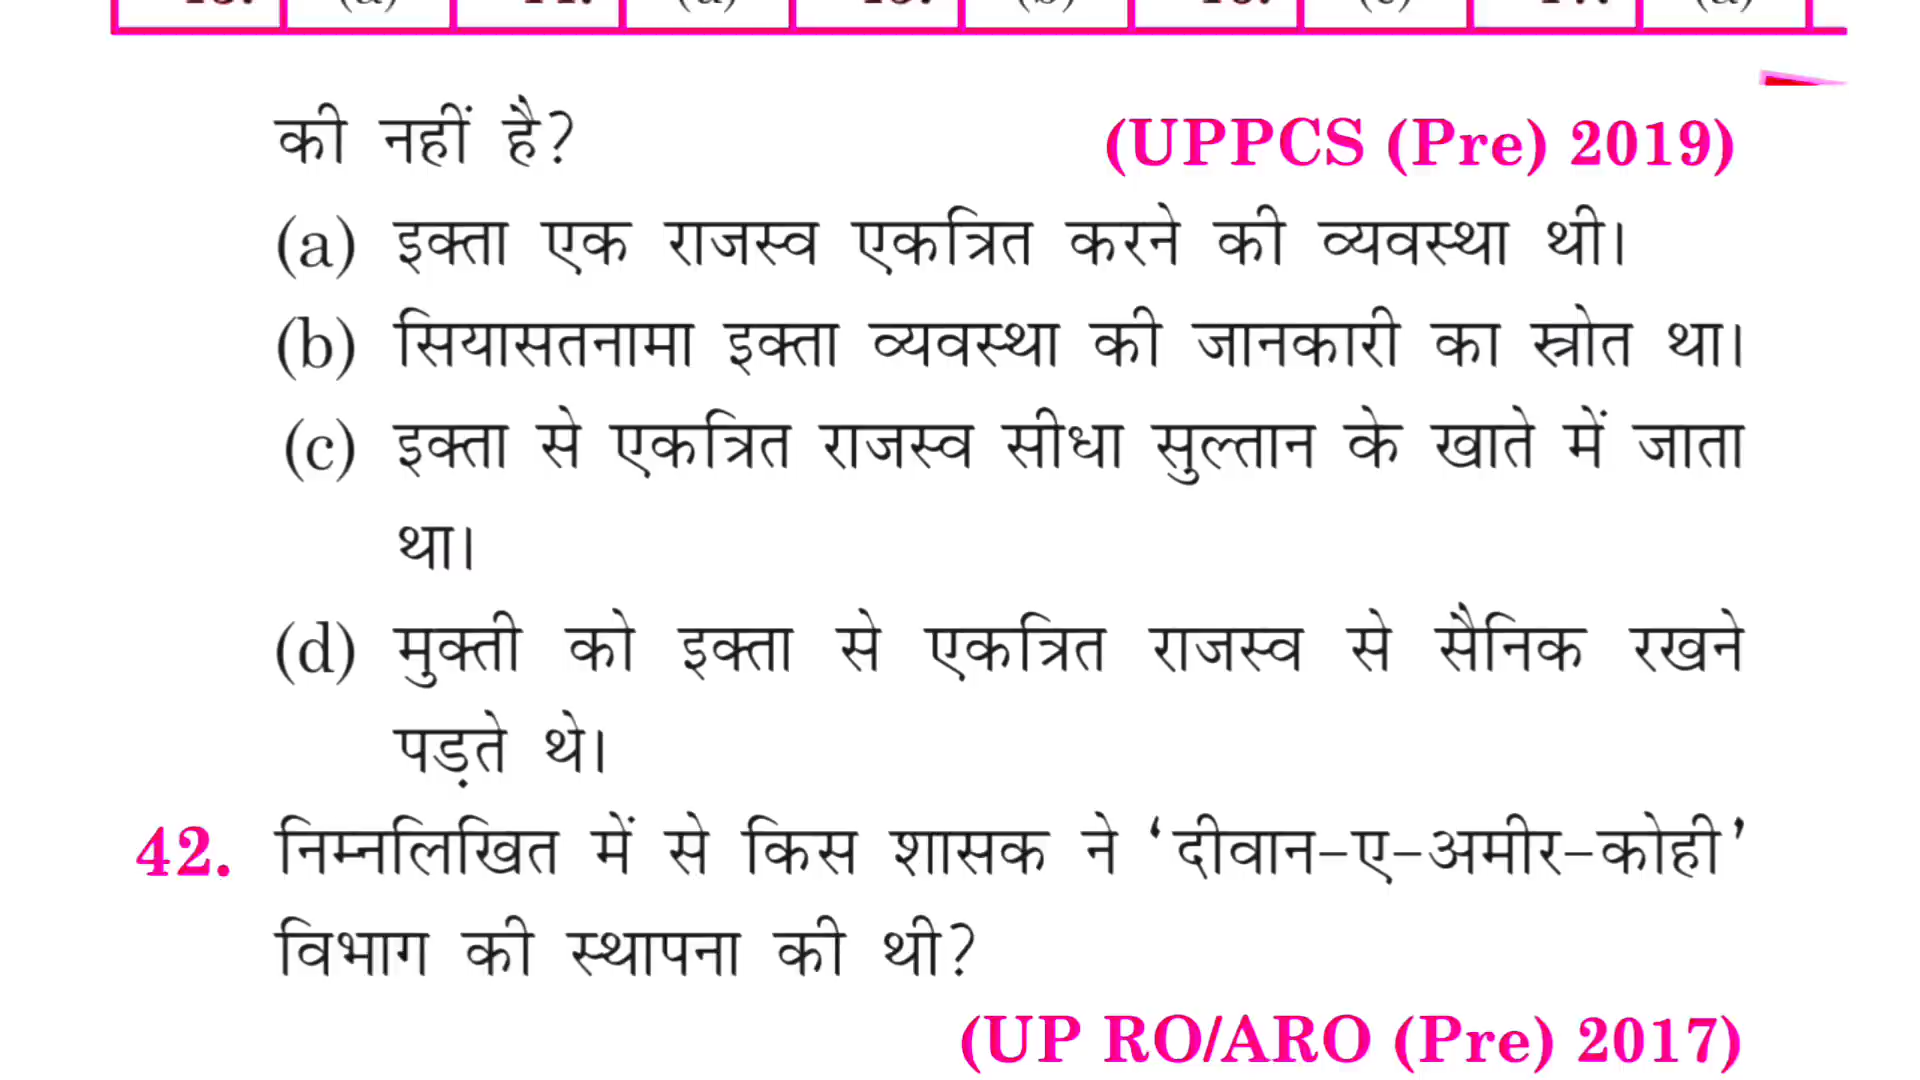 की नहीं है? (UPPCS (Pre) 2019)
(a) इक्ता एक राजस्व एकत्रित करने की व्यवस्था थी।
(b) सियासतनामा इक्ता व्यवस्था की जानकारी का स्रोत था।
(c) इक्ता से एकत्रित राजस्व सीधा सुल्तान के खाते में जाता
था।
(d) मुक्ती को इक्ता से एकत्रित राजस्व से सैनिक रखने
पड़ते थे।
42. निम्नलिखित में से किस शासक ने ‘दीवान-ए-अमीर-कोही’
विभाग की स्थापना की थी?
(UP RO/ARO (Pre) 2017)